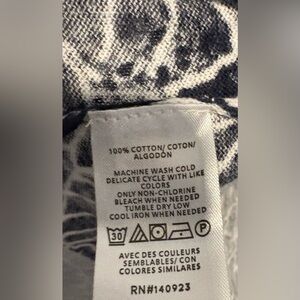 100% COTTON/ COTON/
ALGODÓN
MACHINE WASH COLD
DELICATE CYCLE WITH LIKE
COLORS
ONLY NON-CHLORINE
BLEACH WHEN NEEDED
TUMBLE DRY LOW
COOL IRON WHEN NEEDED
30 P
AVEC DES COULEURS
SEMBLABLES/ CON
COLORES SIMILARES
RN#140923